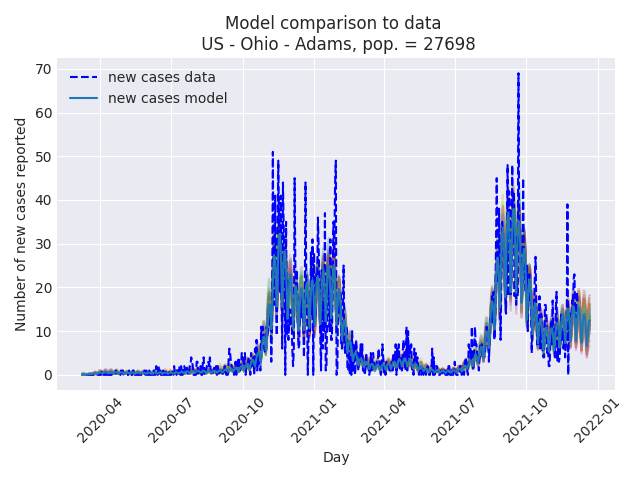 Model comparison to data
US - Ohio - Adams, pop. = 27698
Number of new cases reported
70
60
50
40
30
20
10
0
new cases data
new cases model
2020-04
2020-07
2020-10
2021-01
2021-04
2021-07
2021-10
2022-01
Day